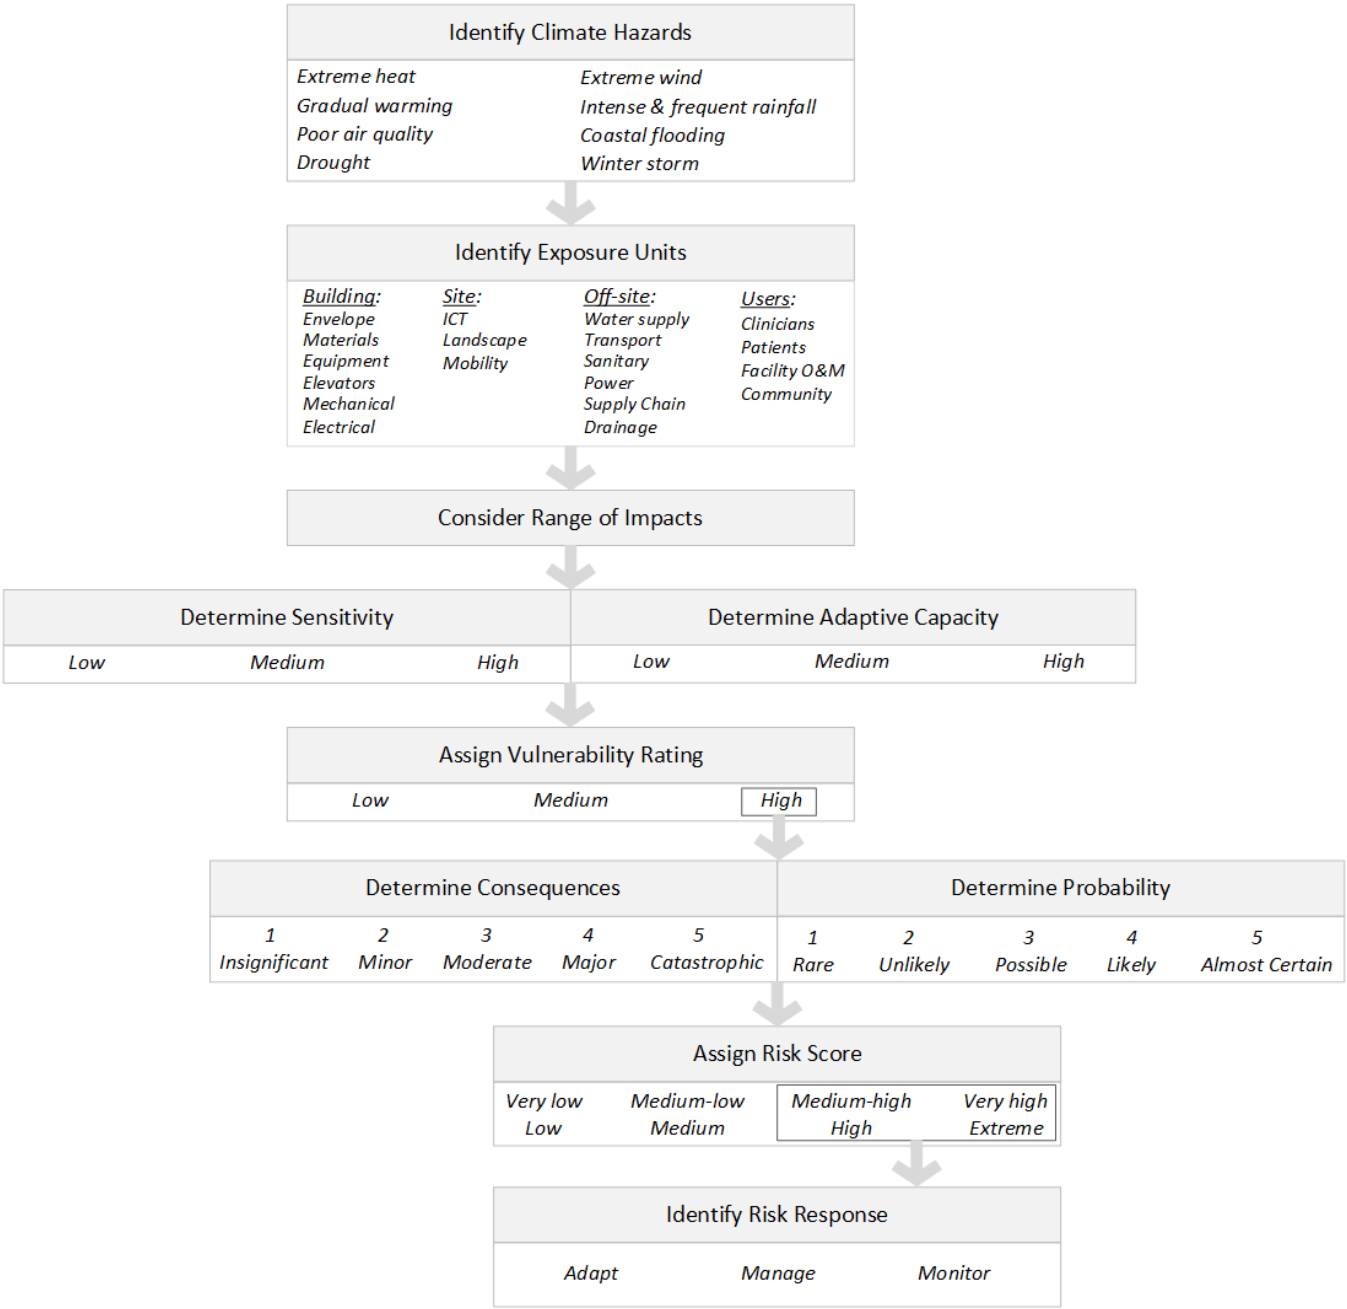 Identify Climate Hazards
Extreme heat Extreme wind
Gradual warming Intense & frequent rainfall
Poor air quality Coastal flooding
Drought Winter storm
Identify Exposure Units
Building: Site: Off-site: Users:
Envelope ICT Water supply Clinicians
Materials Landscape Transport Patients
Equipment Mobility Sanitary Facility O&M
Elevators Power Community
Mechanical Supply Chain
Electrical Drainage
Consider Range of Impacts
Determine Sensitivity Determine Adaptive Capacity
Low Medium High Low Medium High
Assign Vulnerability Rating
Low Medium High
Determine Consequences Determine Probability
1 2 3 4 5 1 2 3 4 5
Insignificant Minor Moderate Major Catastrophic Rare Unlikely Possible Likely Almost Certain
Assign Risk Score
Very low Medium-low Medium-high Very high
Low Medium High Extreme
Identify Risk Response
Adapt Manage Monitor